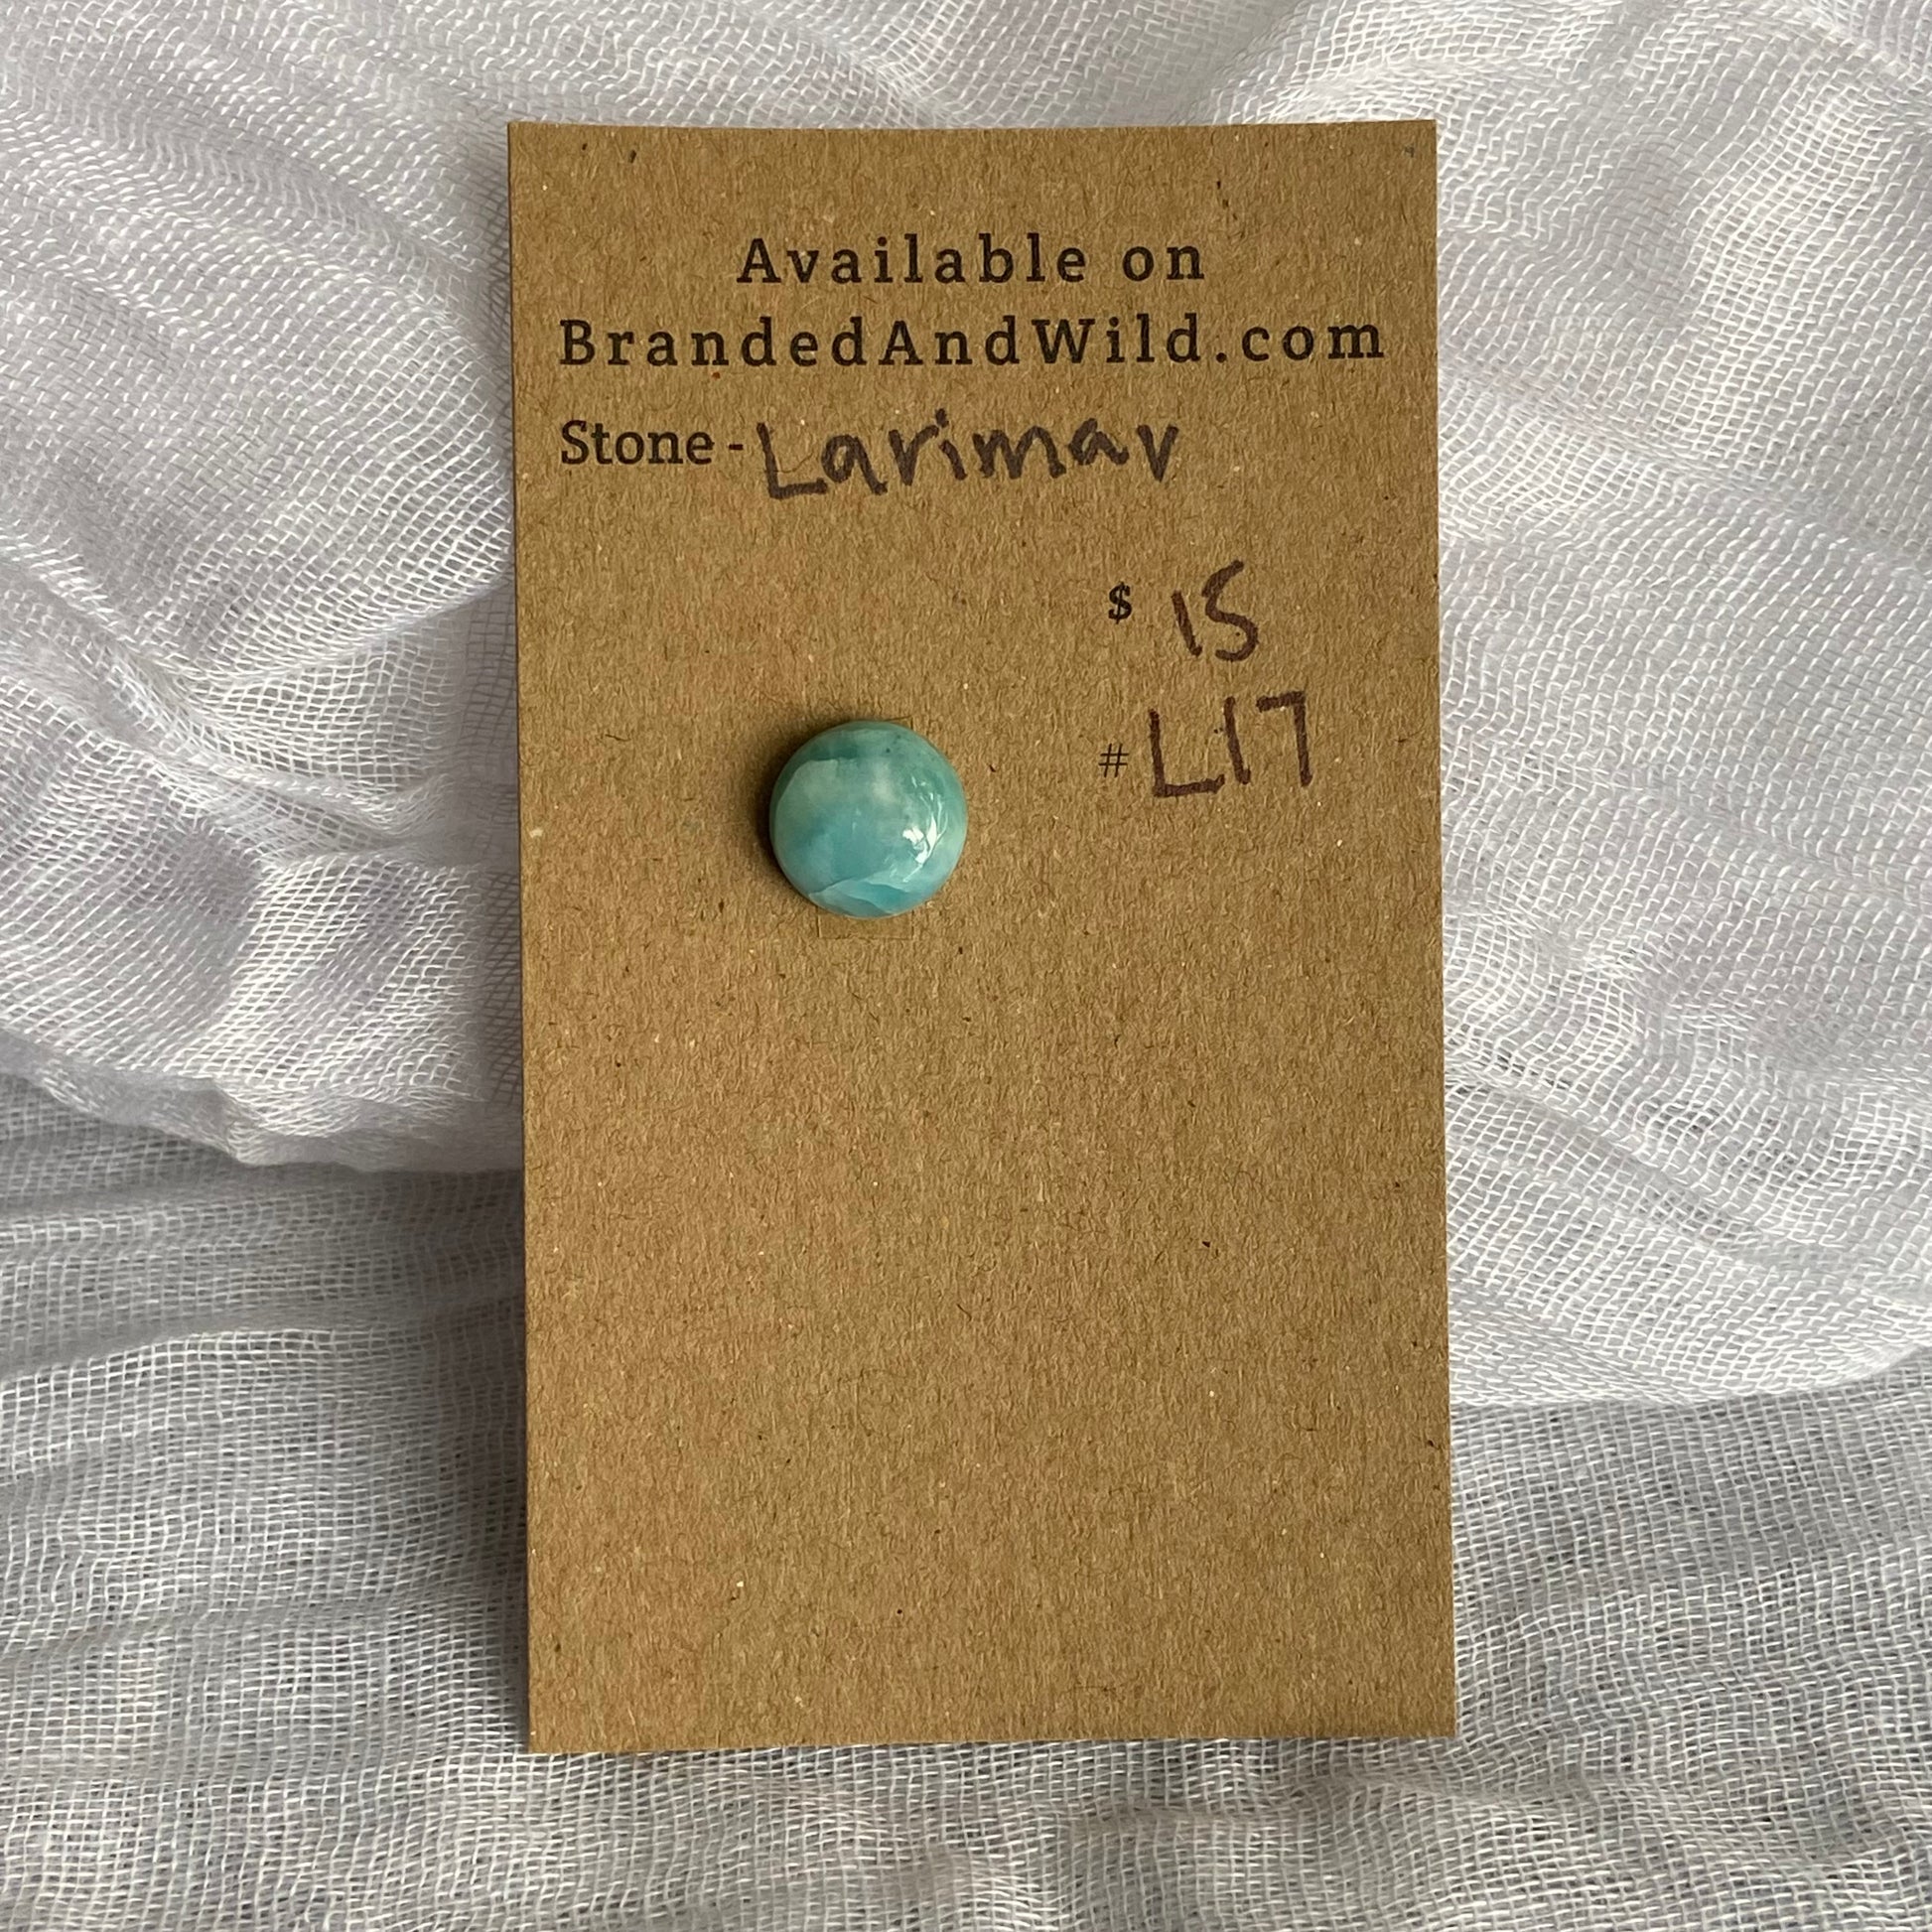 Available on
BrandedAndWild.com
Stone - Larimar
$ 15
# L17